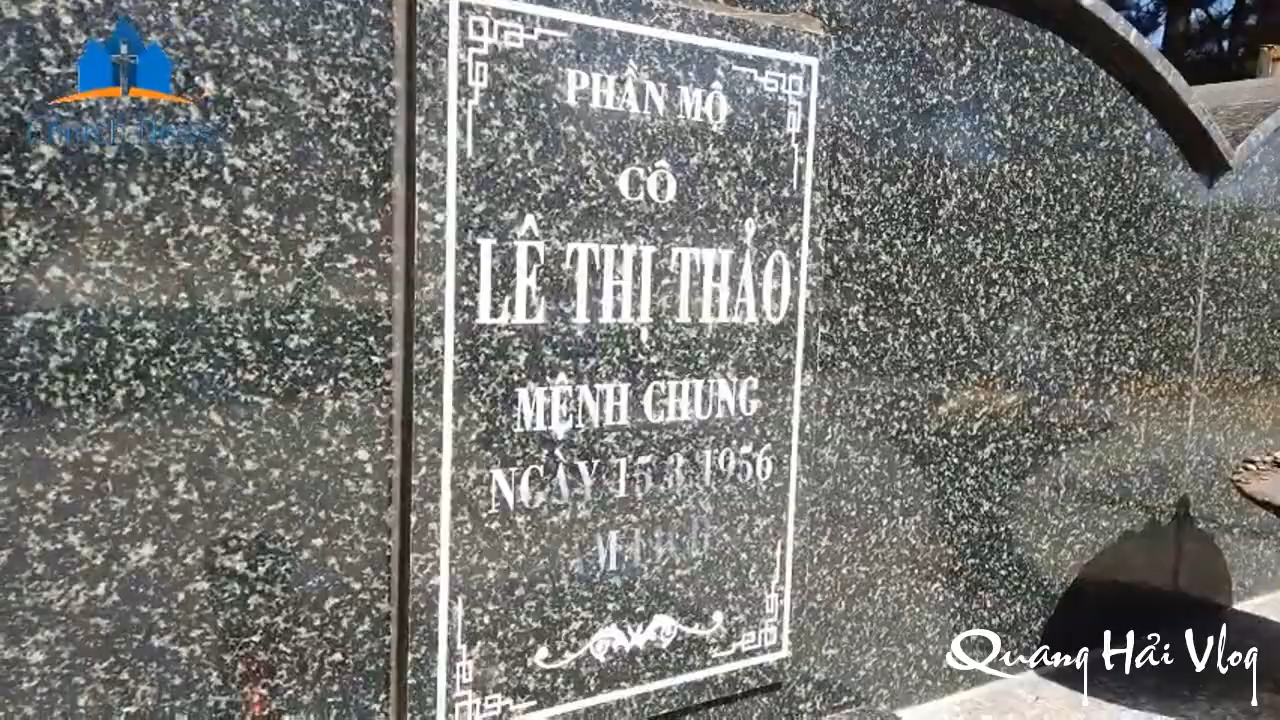 PHẦN MỘ
CÔ
LÊ THỊ THẢO
MỆNH CHUNG
NGÀY 15.3.1956
Quang Hải Vlog